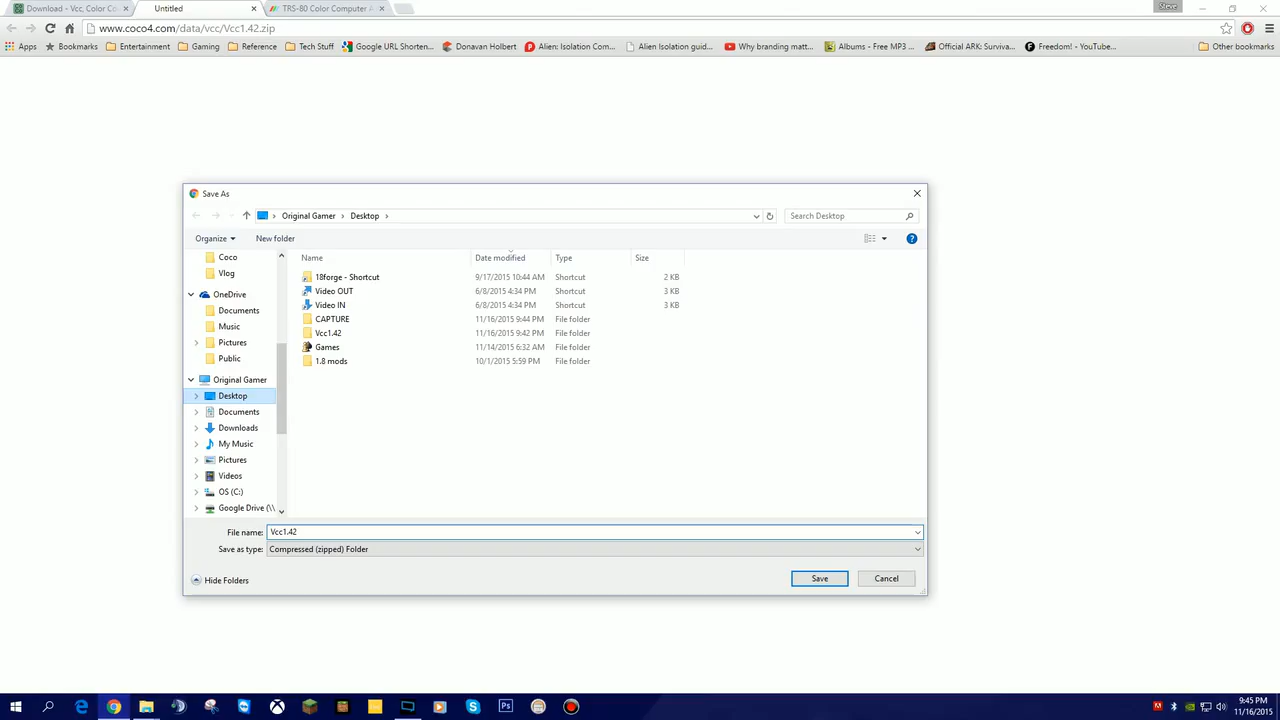 Download - Vcc, Color Co
Untitled
TRS-80 Color Computer A
Steve
www.coco4.com/data/vcc/Vcc1.42.zip
Apps
Bookmarks
Entertainment
Gaming
Reference
Tech Stuff
Google URL Shorten...
Donavan Holbert
Alien: Isolation Com...
Alien Isolation guid...
Why branding matt...
Albums - Free MP3 ...
Official ARK: Surviva...
Freedom! - YouTube...
Other bookmarks
Save As
Original Gamer
Desktop
Search Desktop
Organize
New folder
Name
Date modified
Type
Size
Coco
Vlog
OneDrive
Documents
Music
Pictures
Public
Original Gamer
Desktop
Documents
Downloads
My Music
Pictures
Videos
OS (C:)
Google Drive (\\
18forge - Shortcut 9/17/2015 10:44 AM Shortcut 2 KB
Video OUT 6/8/2015 4:34 PM Shortcut 3 KB
Video IN 6/8/2015 4:34 PM Shortcut 3 KB
CAPTURE 11/16/2015 9:44 PM File folder
Vcc1.42 11/16/2015 9:42 PM File folder
Games 11/14/2015 6:32 AM File folder
1.8 mods 10/1/2015 5:59 PM File folder
File name: Vcc1.42
Save as type: Compressed (zipped) Folder
Hide Folders
Save
Cancel
9:45 PM
11/16/2015